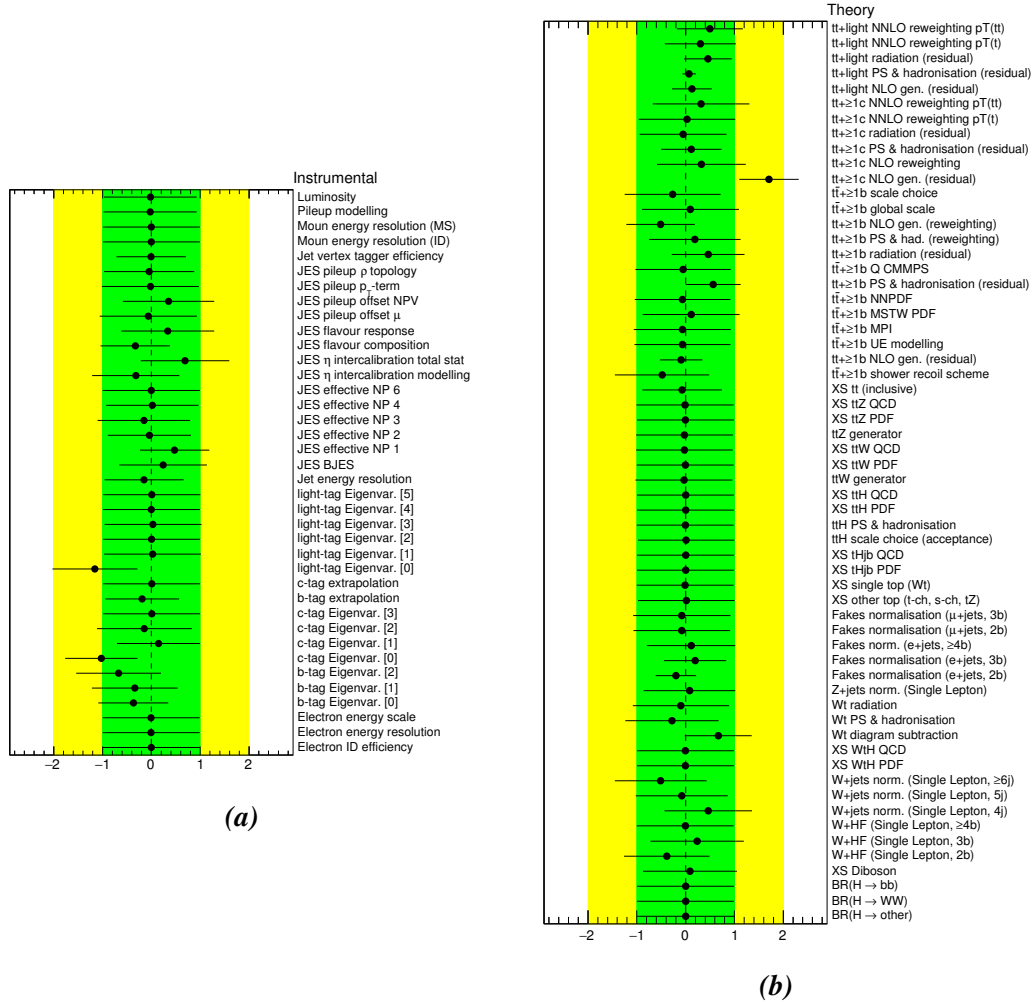 Instrumental
Luminosity
Pileup modelling
Moun energy resolution (MS)
Moun energy resolution (ID)
Jet vertex tagger efficiency
JES pileup ρ topology
JES pileup p_T-term
JES pileup offset NPV
JES pileup offset μ
JES flavour response
JES flavour composition
JES η intercalibration total stat
JES η intercalibration modelling
JES effective NP 6
JES effective NP 4
JES effective NP 3
JES effective NP 2
JES effective NP 1
JES BJES
Jet energy resolution
light-tag Eigenvar. [5]
light-tag Eigenvar. [4]
light-tag Eigenvar. [3]
light-tag Eigenvar. [2]
light-tag Eigenvar. [1]
light-tag Eigenvar. [0]
c-tag extrapolation
b-tag extrapolation
c-tag Eigenvar. [3]
c-tag Eigenvar. [2]
c-tag Eigenvar. [1]
c-tag Eigenvar. [0]
b-tag Eigenvar. [2]
b-tag Eigenvar. [1]
b-tag Eigenvar. [0]
Electron energy scale
Electron energy resolution
Electron ID efficiency
−2 −1 0 1 2
(a)
Theory
tt+light NNLO reweighting pT(tt)
tt+light NNLO reweighting pT(t)
tt+light radiation (residual)
tt+light PS & hadronisation (residual)
tt+light NLO gen. (residual)
tt+≥1c NNLO reweighting pT(tt)
tt+≥1c NNLO reweighting pT(t)
tt+≥1c radiation (residual)
tt+≥1c PS & hadronisation (residual)
tt+≥1c NLO reweighting
tt+≥1c NLO gen. (residual)
tt̄+≥1b scale choice
tt̄+≥1b global scale
tt+≥1b NLO gen. (reweighting)
tt+≥1b PS & had. (reweighting)
tt+≥1b radiation (residual)
tt̄+≥1b Q CMMPS
tt+≥1b PS & hadronisation (residual)
tt̄+≥1b NNPDF
tt̄+≥1b MSTW PDF
tt̄+≥1b MPI
tt̄+≥1b UE modelling
tt+≥1b NLO gen. (residual)
tt̄+≥1b shower recoil scheme
XS tt (inclusive)
XS ttZ QCD
XS ttZ PDF
ttZ generator
XS ttW QCD
XS ttW PDF
ttW generator
XS ttH QCD
XS ttH PDF
ttH PS & hadronisation
ttH scale choice (acceptance)
XS tHjb QCD
XS tHjb PDF
XS single top (Wt)
XS other top (t-ch, s-ch, tZ)
Fakes normalisation (μ+jets, 3b)
Fakes normalisation (μ+jets, 2b)
Fakes norm. (e+jets, ≥4b)
Fakes normalisation (e+jets, 3b)
Fakes normalisation (e+jets, 2b)
Z+jets norm. (Single Lepton)
Wt radiation
Wt PS & hadronisation
Wt diagram subtraction
XS WtH QCD
XS WtH PDF
W+jets norm. (Single Lepton, ≥6j)
W+jets norm. (Single Lepton, 5j)
W+jets norm. (Single Lepton, 4j)
W+HF (Single Lepton, ≥4b)
W+HF (Single Lepton, 3b)
W+HF (Single Lepton, 2b)
XS Diboson
BR(H → bb)
BR(H → WW)
BR(H → other)
−2 −1 0 1 2
(b)